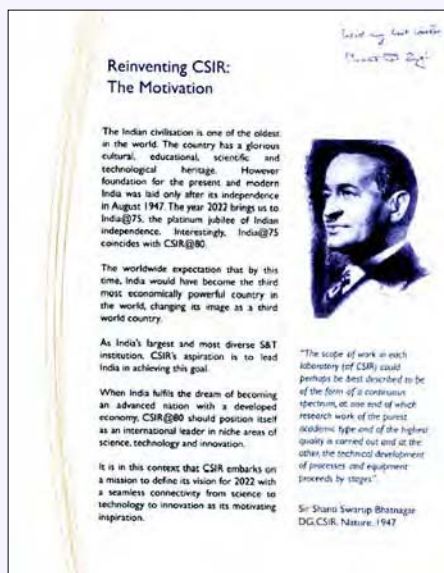 with my best wishes
Reinventing CSIR:
The Motivation
The Indian civilisation is one of the oldest
in the world. The country has a glorious
cultural, educational, scientific and
technological heritage. However
foundation for the present and modern
India was laid only after its independence
in August 1947. The year 2022 brings us to
India@75, the platinum jubilee of Indian
independence. Interestingly, India@75
coincides with CSIR@80.
The worldwide expectation that by this
time, India would have become the third
most economically powerful country in
the world, changing its image as a third
world country.
As India's largest and most diverse S&T
institution, CSIR's aspiration is to lead
India in achieving this goal.
When India fulfils the dream of becoming
an advanced nation with a developed
economy, CSIR@80 should position itself
as an international leader in niche areas of
science, technology and innovation.
It is in this context that CSIR embarks on
a mission to define its vision for 2022 with
a seamless connectivity from science to
technology to innovation as its motivating
inspiration.
"The scope of work in each
laboratory (of CSIR) could
perhaps be best described to be
of the form of a continuous
spectrum, at one end of which
research work of the purest
academic type and of the highest
quality is carried out and at the
other, the technical development
of processes and equipment
proceeds by stages".
Sir Shanti Swarup Bhatnagar
DG,CSIR, Nature, 1947